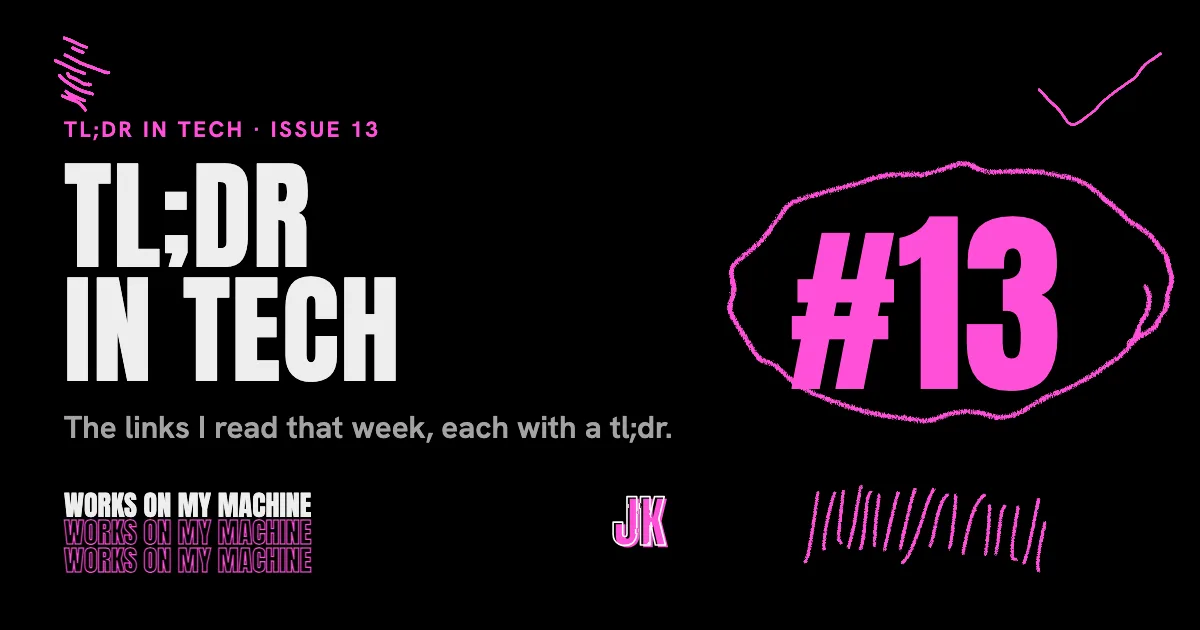 TL;DR IN TECH · ISSUE 13
TL;DR
IN TECH
#13
The links I read that week, each with a tl;dr.
WORKS ON MY MACHINE
WORKS ON MY MACHINE
WORKS ON MY MACHINE
JK